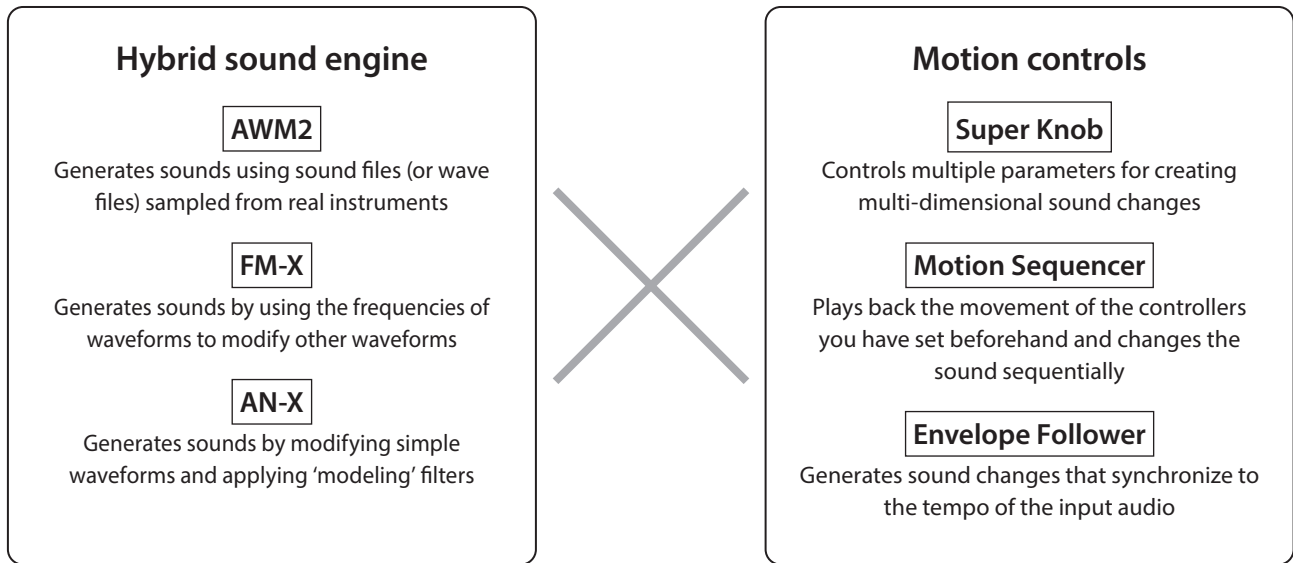 Hybrid sound engine
AWM2
Generates sounds using sound files (or wave
files) sampled from real instruments
FM-X
Generates sounds by using the frequencies of
waveforms to modify other waveforms
AN-X
Generates sounds by modifying simple
waveforms and applying ‘modeling’ filters
Motion controls
Super Knob
Controls multiple parameters for creating
multi-dimensional sound changes
Motion Sequencer
Plays back the movement of the controllers
you have set beforehand and changes the
sound sequentially
Envelope Follower
Generates sound changes that synchronize to
the tempo of the input audio